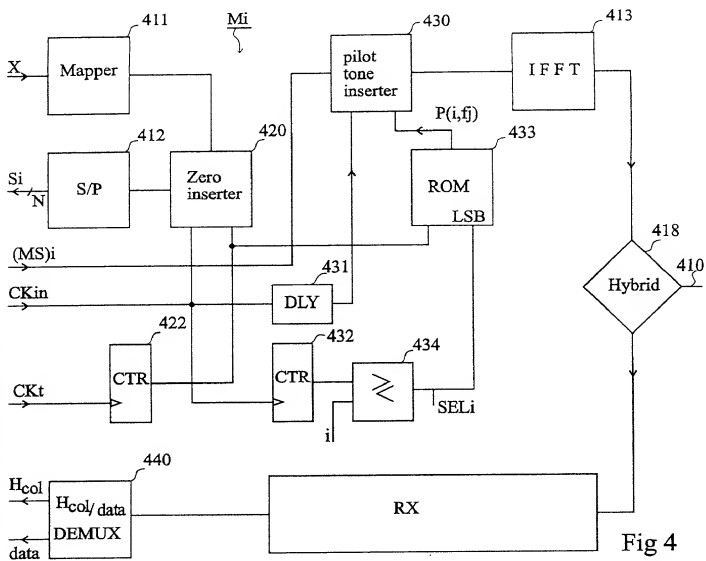 411
Mi
430
413
X
Mapper
pilot
tone
inserter
I F F T
412
420
P(i,fj)
433
Si
N
S/P
Zero
inserter
ROM
LSB
418
(MS)i
410
Hybrid
CKin
431
DLY
422
432
434
CTR
CTR
≷
CKt
SELi
i
440
Hcol
Hcol/data
DEMUX
data
RX
Fig 4